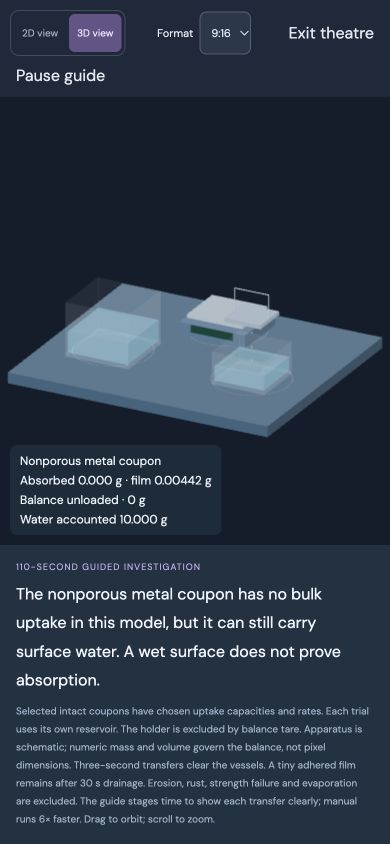 2D view
3D view
Format
9:16
Exit theatre
Pause guide
Nonporous metal coupon
Absorbed 0.000 g · film 0.00442 g
Balance unloaded · 0 g
Water accounted 10.000 g
110-SECOND GUIDED INVESTIGATION
The nonporous metal coupon has no bulk
uptake in this model, but it can still carry
surface water. A wet surface does not prove
absorption.
Selected intact coupons have chosen uptake capacities and rates. Each trial
uses its own reservoir. The holder is excluded by balance tare. Apparatus is
schematic; numeric mass and volume govern the balance, not pixel
dimensions. Three-second transfers clear the vessels. A tiny adhered film
remains after 30 s drainage. Erosion, rust, strength failure and evaporation
are excluded. The guide stages time to show each transfer clearly; manual
runs 6× faster. Drag to orbit; scroll to zoom.